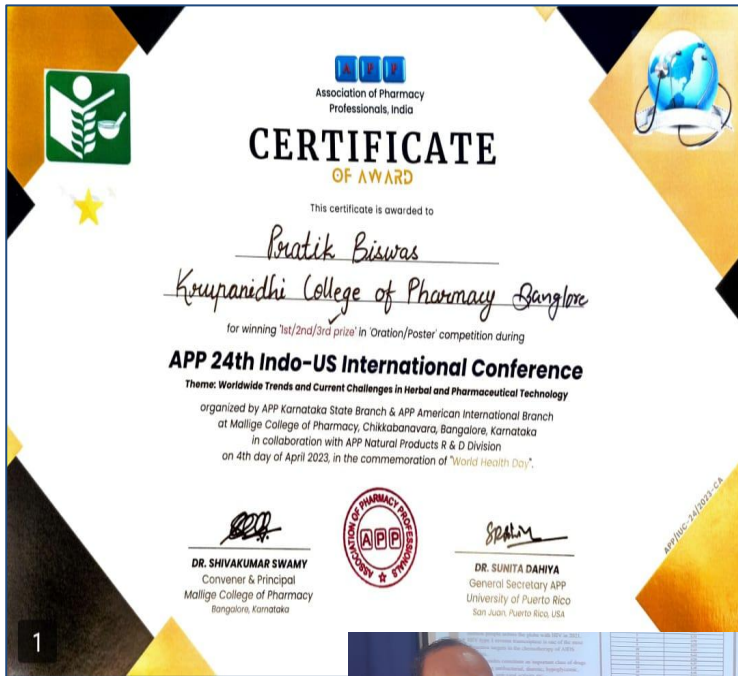 A P P
Association of Pharmacy
Professionals, India
CERTIFICATE
OF AWARD
This certificate is awarded to
Pratik Biswas
Krupanidhi College of Pharmacy Banglore
for winning '1st/2nd/3rd prize' in 'Oration/Poster' competition during
APP 24th Indo-US International Conference
Theme: Worldwide Trends and Current Challenges in Herbal and Pharmaceutical Technology
organized by APP Karnataka State Branch & APP American International Branch
at Mallige College of Pharmacy, Chikkabanavara, Bangalore, Karnataka
in collaboration with APP Natural Products R & D Division
on 4th day of April 2023, in the commemoration of "World Health Day".
APP/IUC-24/2023-CA
ASSOCIATION OF PHARMACY PROFESSIONALS
APP
DR. SHIVAKUMAR SWAMY
Convener & Principal
Mallige College of Pharmacy
Bangalore, Karnataka
DR. SUNITA DAHIYA
General Secretary APP
University of Puerto Rico
San Juan, Puerto Rico, USA
1